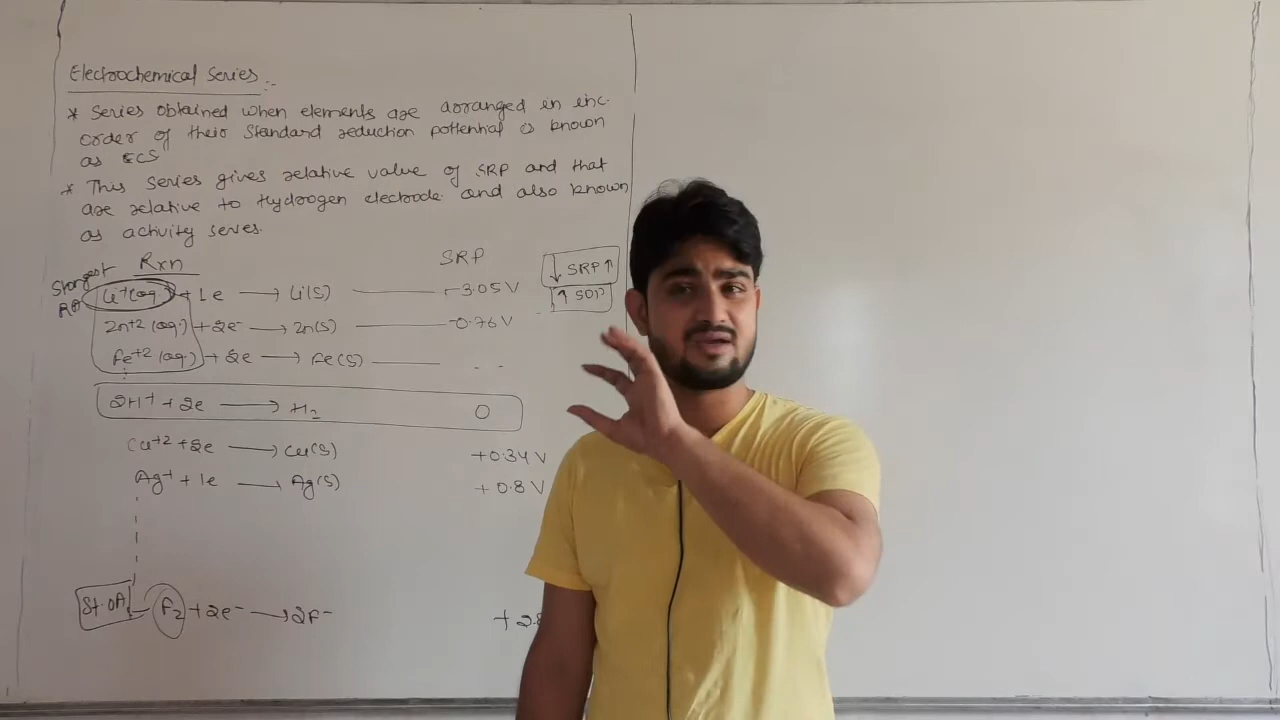 Electrochemical Series :-
* Series obtained when elements are arranged in inc.
order of their Standard reduction pottential is known
as ECS
* This series gives relative value of SRP and that
are relative to Hydrogen electrode and also known
as activity series.
Rxn SRP ↓ SRP ↑
↑ SOP
Strongest RA Li+(aq) + 1e ⟶ Li(s) -3.05V
Zn+2 (aq.) + 2e- ⟶ Zn(s) -0.76 V
Fe+2 (aq) + 2e ⟶ Fe(s) - -
2H+ + 2e ⟶ H2 0
Cu+2 + 2e ⟶ Cu(s) +0.34 V
Ag+ + 1e ⟶ Ag(s) +0.8 V
St OA F2 + 2e- ⟶ 2F- +2.8